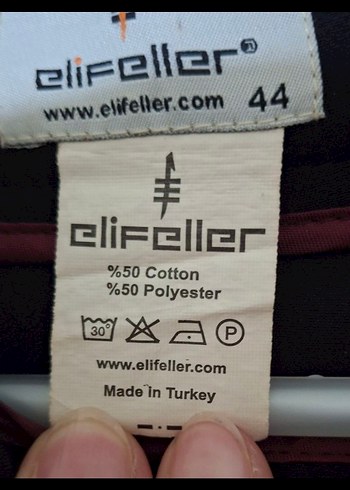 elifeller®
www.elifeller.com 44
elifeller
%50 Cotton
%50 Polyester
30°
P
www.elifeller.com
Made in Turkey